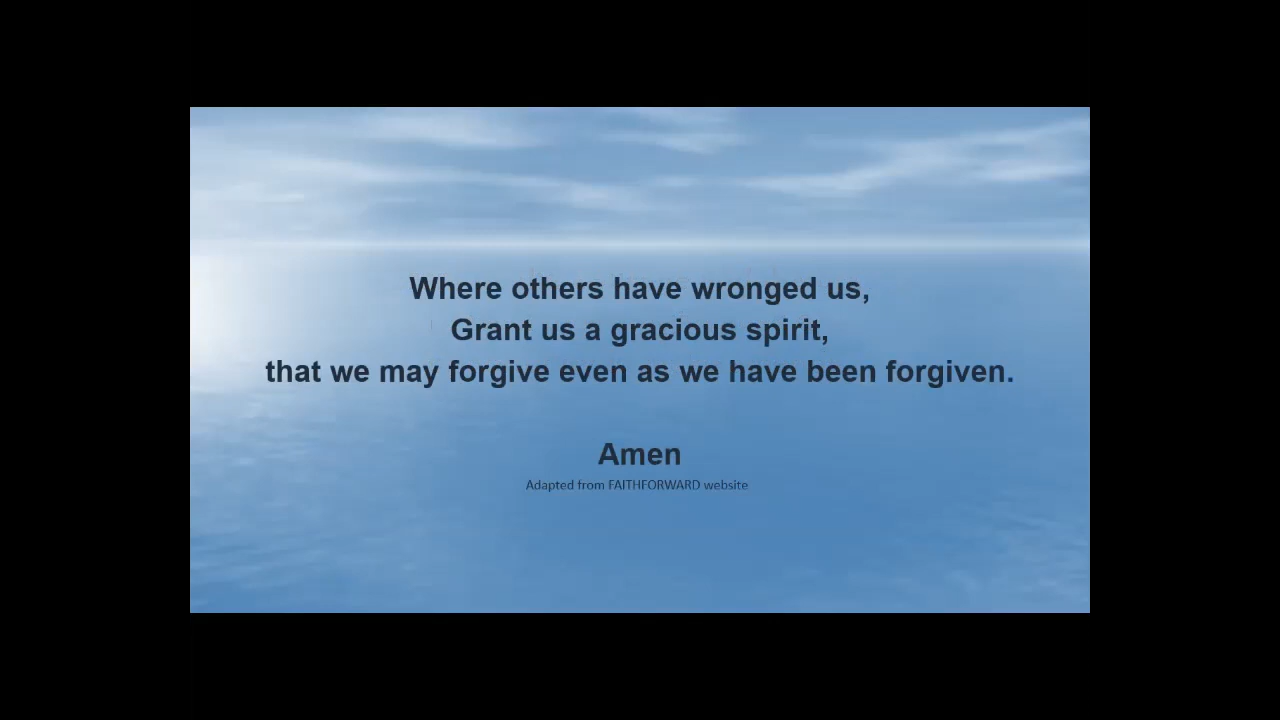 Where others have wronged us,
Grant us a gracious spirit,
that we may forgive even as we have been forgiven.
Amen
Adapted from FAITHFORWARD website